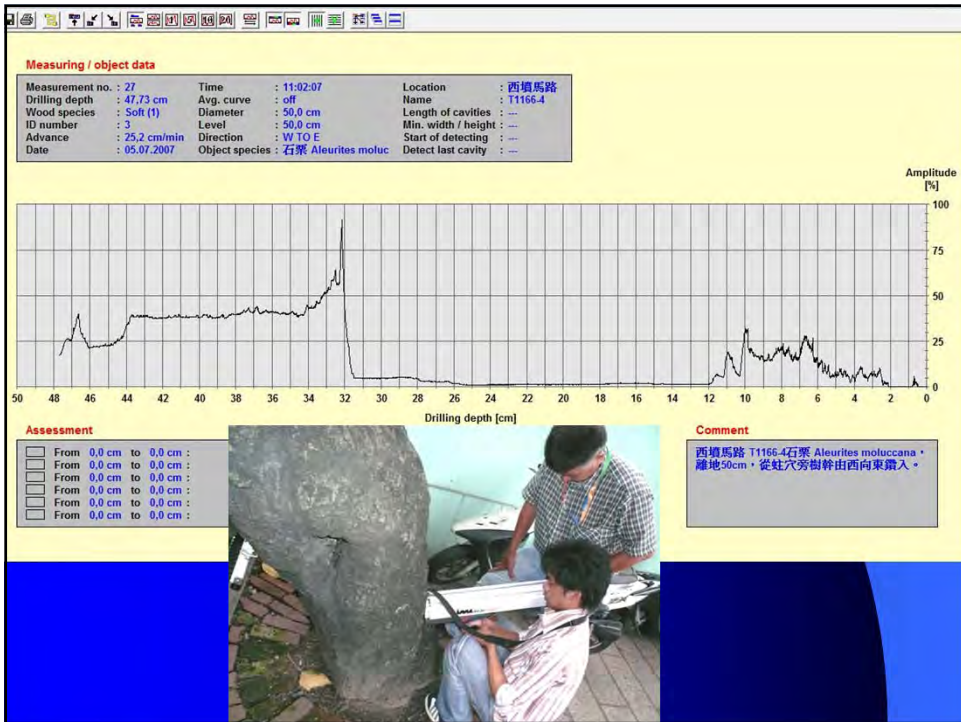 Measuring / object data
Measurement no. : 27 Time : 11:02:07 Location : 西墳馬路
Drilling depth : 47,73 cm Avg. curve : off Name : T1166-4
Wood species : Soft (1) Diameter : 50,0 cm Length of cavities : ---
ID number : 3 Level : 50,0 cm Min. width / height : ---
Advance : 25,2 cm/min Direction : W TO E Start of detecting : ---
Date : 05.07.2007 Object species : 石栗 Aleurites moluc Detect last cavity : ---
Amplitude
[%]
100
75
50
25
0
50 48 46 44 42 40 38 36 34 32 30 28 26 24 22 20 18 16 14 12 10 8 6 4 2 0
Drilling depth [cm]
Assessment
From 0,0 cm to 0,0 cm :
From 0,0 cm to 0,0 cm :
From 0,0 cm to 0,0 cm :
From 0,0 cm to 0,0 cm :
From 0,0 cm to 0,0 cm :
From 0,0 cm to 0,0 cm :
Comment
西墳馬路 T1166-4石栗 Aleurites moluccana，
離地50cm，從蛀穴旁樹幹由西向東鑽入。